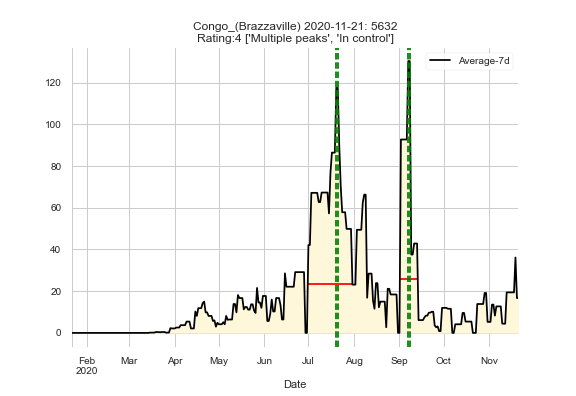 Congo_(Brazzaville) 2020-11-21: 5632
Rating:4 ['Multiple peaks', 'In control']
Average-7d
120
100
80
60
40
20
0
Feb Mar Apr May Jun Jul Aug Sep Oct Nov
2020
Date